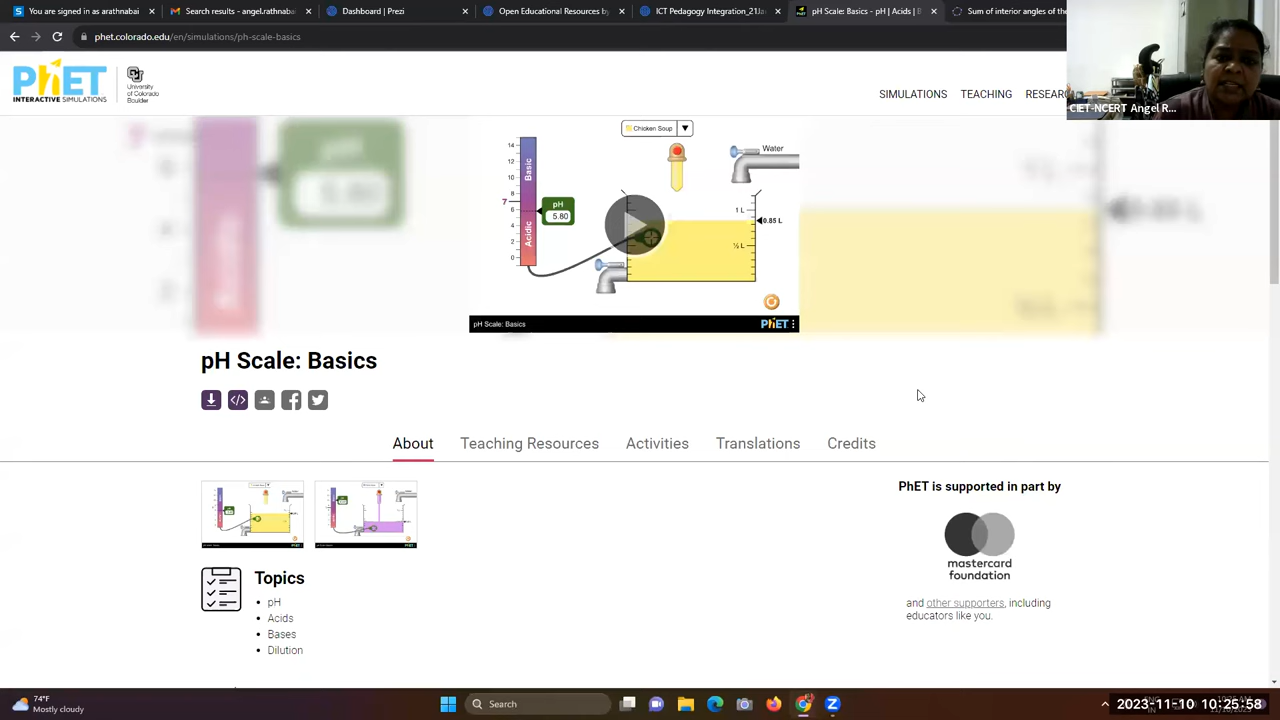 You are signed in as arathnabai
Search results - angel.rathnaba
Dashboard | Prezi
Open Educational Resources by
ICT Pedagogy Integration_21Ja
pH Scale: Basics - pH | Acids | B
Sum of interior angles of the
phet.colorado.edu/en/simulations/ph-scale-basics
PhET
INTERACTIVE SIMULATIONS
University
of Colorado
Boulder
SIMULATIONS
TEACHING
RESEARC
CIET-NCERT Angel R...
5.80
Chicken Soup
Water
14
12
10
8
7
6
4
2
0
Basic
Acidic
pH
5.80
1 L
0.85 L
½ L
pH Scale: Basics
PhET
pH Scale: Basics
About
Teaching Resources
Activities
Translations
Credits
PhET is supported in part by
mastercard
foundation
and other supporters, including
educators like you.
Topics
• pH
• Acids
• Bases
• Dilution
74°F
Mostly cloudy
Search
2023-11-10 10:25:58